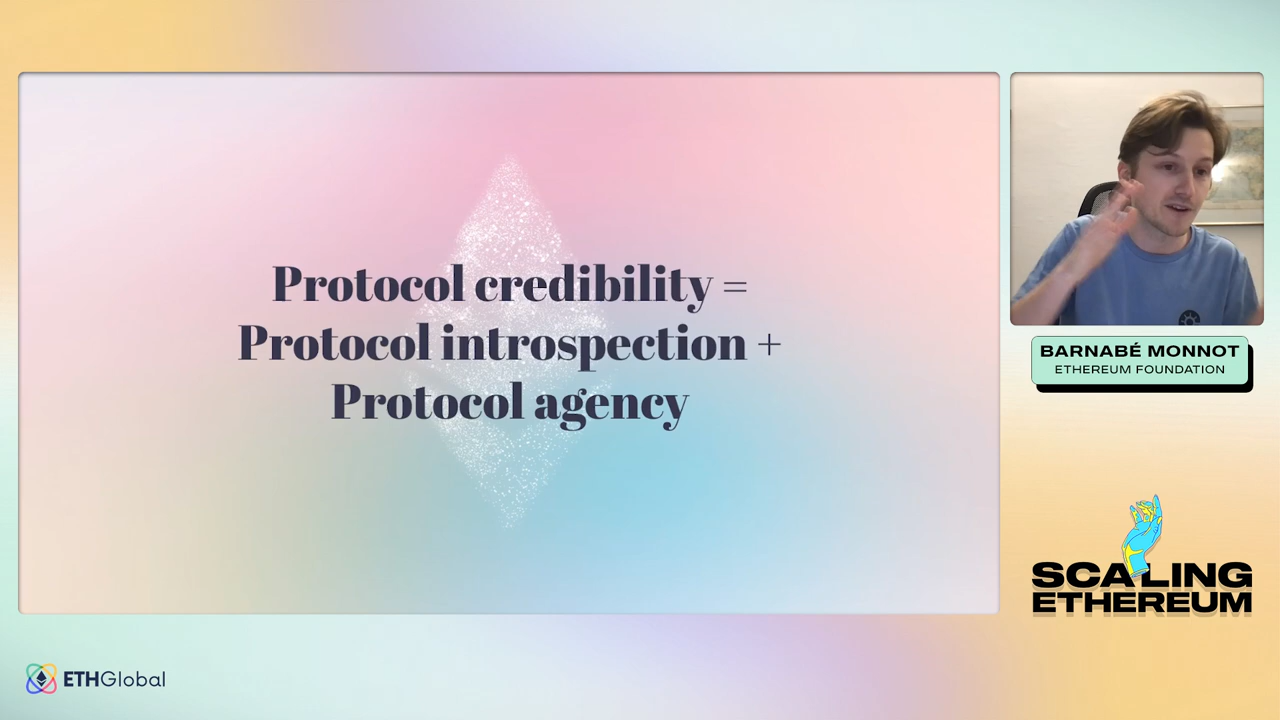 Protocol credibility =
Protocol introspection +
Protocol agency
BARNABÉ MONNOT
ETHEREUM FOUNDATION
SCALING
ETHEREUM
ETHGlobal